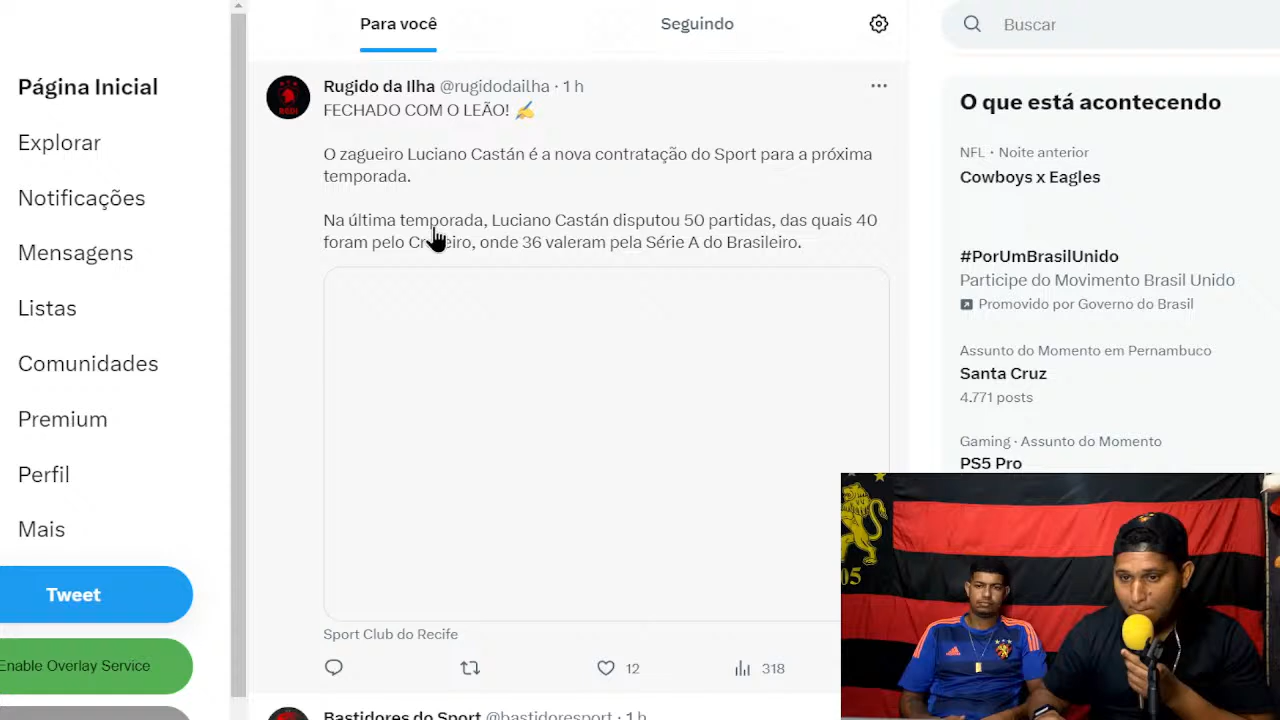 Para você
Seguindo
Buscar
Página Inicial
Explorar
Notificações
Mensagens
Listas
Comunidades
Premium
Perfil
Mais
Tweet
Enable Overlay Service
Rugido da Ilha @rugidodailha · 1 h
FECHADO COM O LEÃO! ✍️
O zagueiro Luciano Castán é a nova contratação do Sport para a próxima
temporada.
Na última temporada, Luciano Castán disputou 50 partidas, das quais 40
foram pelo Cruzeiro, onde 36 valeram pela Série A do Brasileiro.
Sport Club do Recife
12
318
Bastidores do Sport @bastidoresport · 1 h
O que está acontecendo
NFL · Noite anterior
Cowboys x Eagles
#PorUmBrasilUnido
Participe do Movimento Brasil Unido
Promovido por Governo do Brasil
Assunto do Momento em Pernambuco
Santa Cruz
4.771 posts
Gaming · Assunto do Momento
PS5 Pro
05